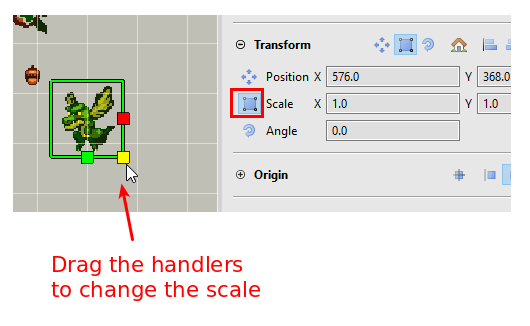 Transform
Position X 576.0 Y 368.0
Scale X 1.0 Y 1.0
Angle 0.0
Origin
Drag the handlers
to change the scale